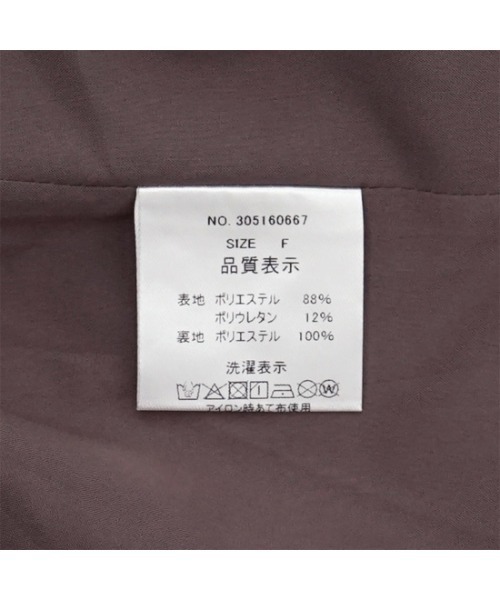 NO. 305160667
SIZE F
品質表示
表地 ポリエステル 88%
ポリウレタン 12%
裏地 ポリエステル 100%
洗濯表示
アイロン時あて布使用